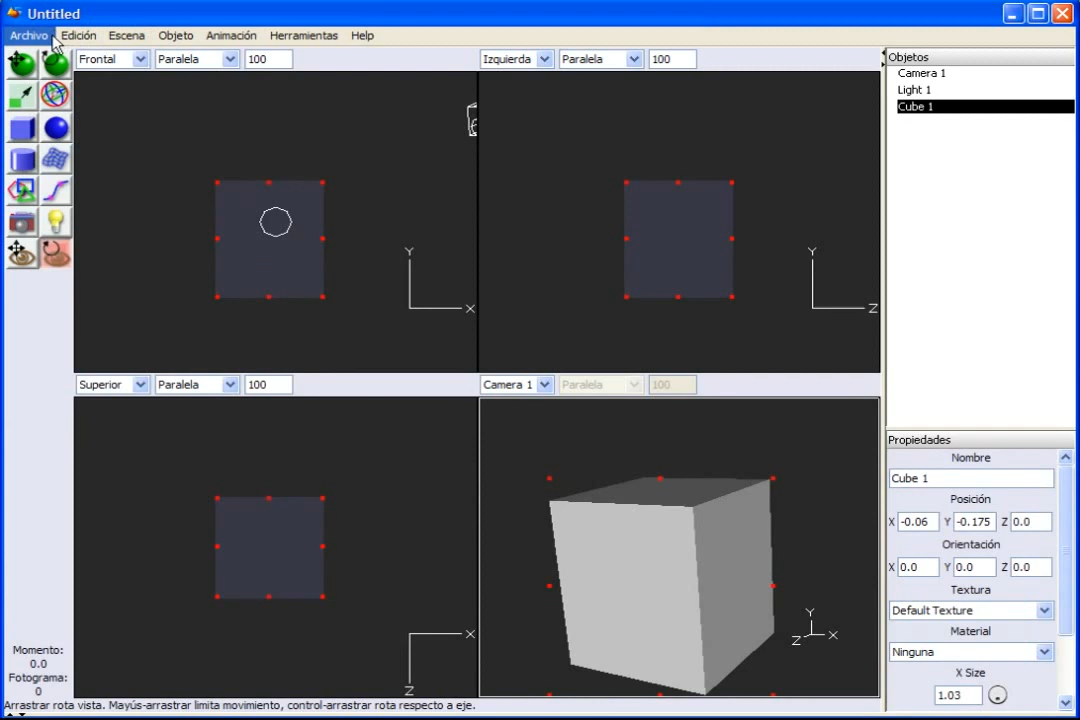 Untitled
Archivo Edición Escena Objeto Animación Herramientas Help
Frontal Paralela 100 Izquierda Paralela 100
Objetos
Camera 1
Light 1
Cube 1
Y
X
Y
Z
Superior Paralela 100 Camera 1 Paralela 100
X
Z
Y
Z X
Propiedades
Nombre
Cube 1
Posición
X -0.06 Y -0.175 Z 0.0
Orientación
X 0.0 Y 0.0 Z 0.0
Textura
Default Texture
Material
Ninguna
X Size
1.03
Momento:
0.0
Fotograma:
0
Arrastrar rota vista. Mayús-arrastrar limita movimiento, control-arrastrar rota respecto a eje.